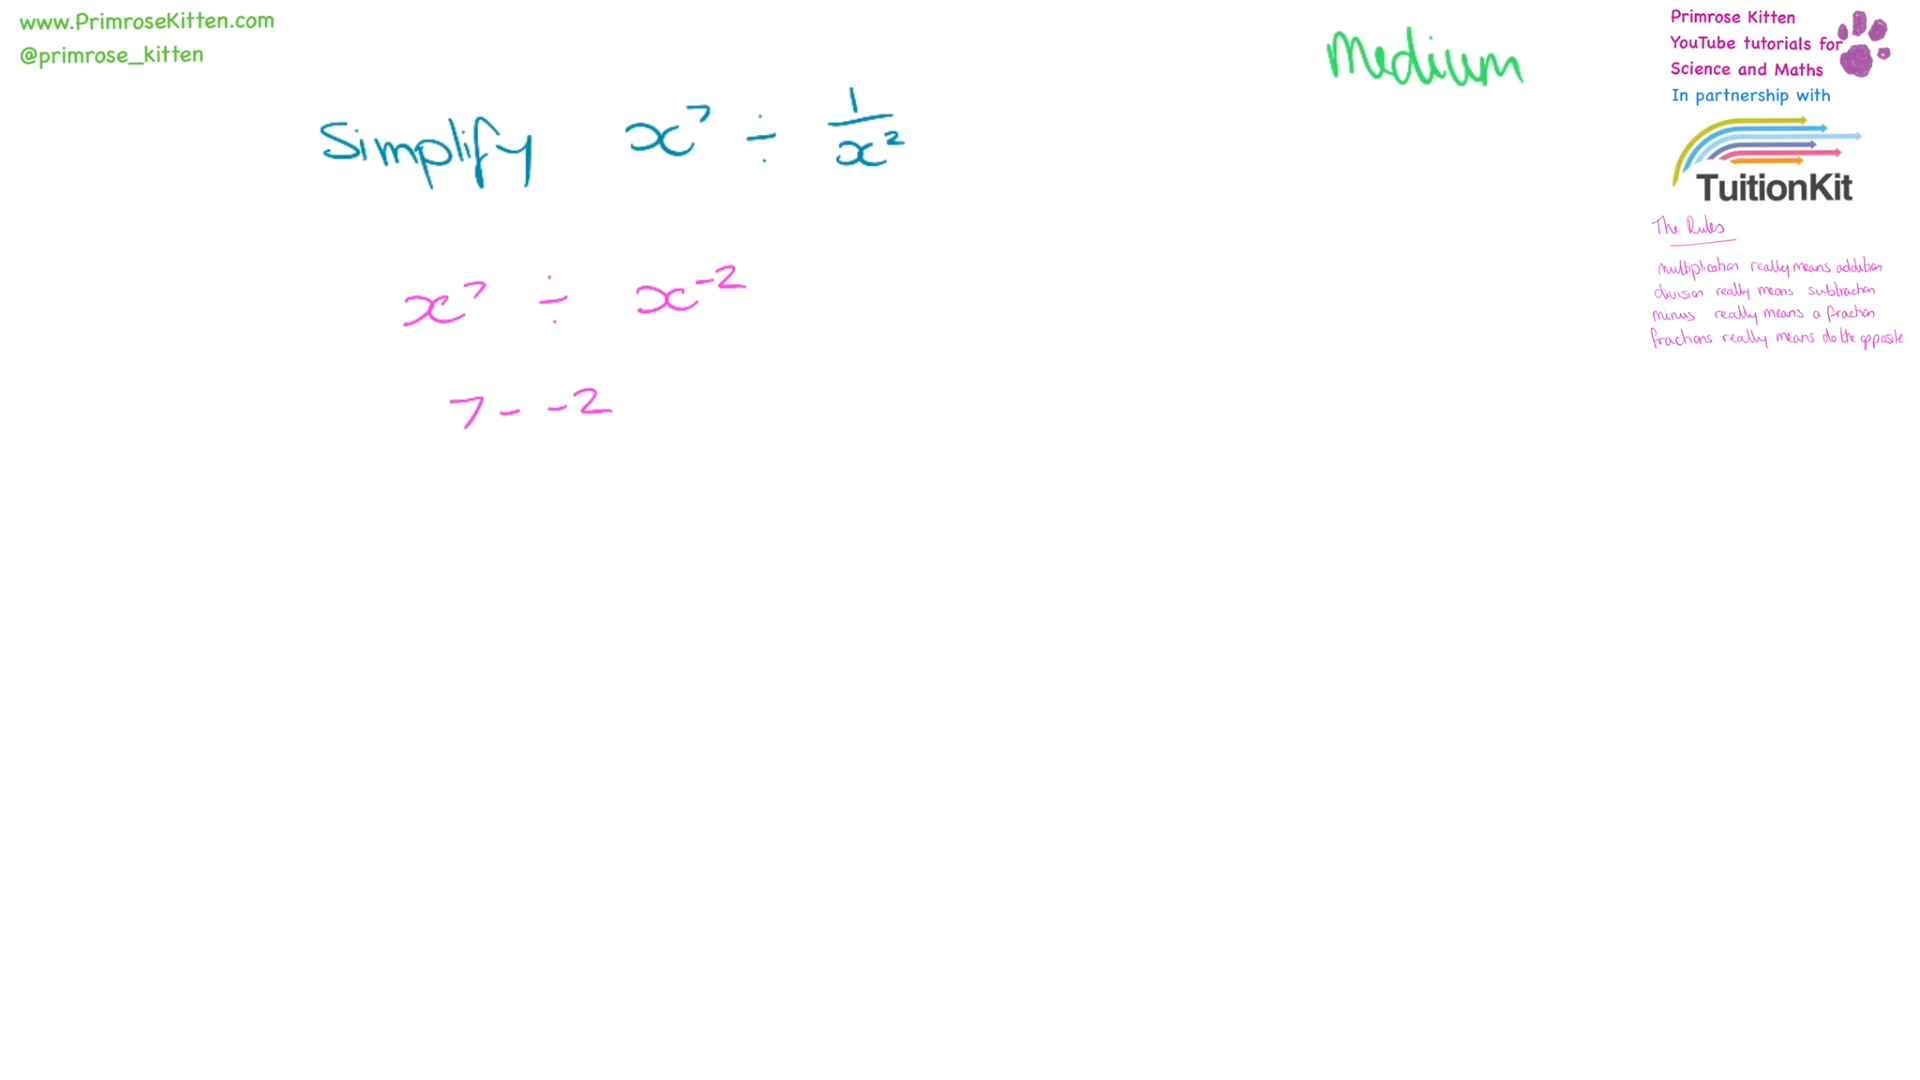 www.PrimroseKitten.com
@primrose_kitten
Medium
Primrose Kitten
YouTube tutorials for
Science and Maths
In partnership with
TuitionKit
Simplify x⁷ ÷ 1/x²
x⁷ ÷ x⁻²
7 - -2
The Rules
multiplication really means addition
division really means subtraction
minus really means a fraction
fractions really means do the opposite.